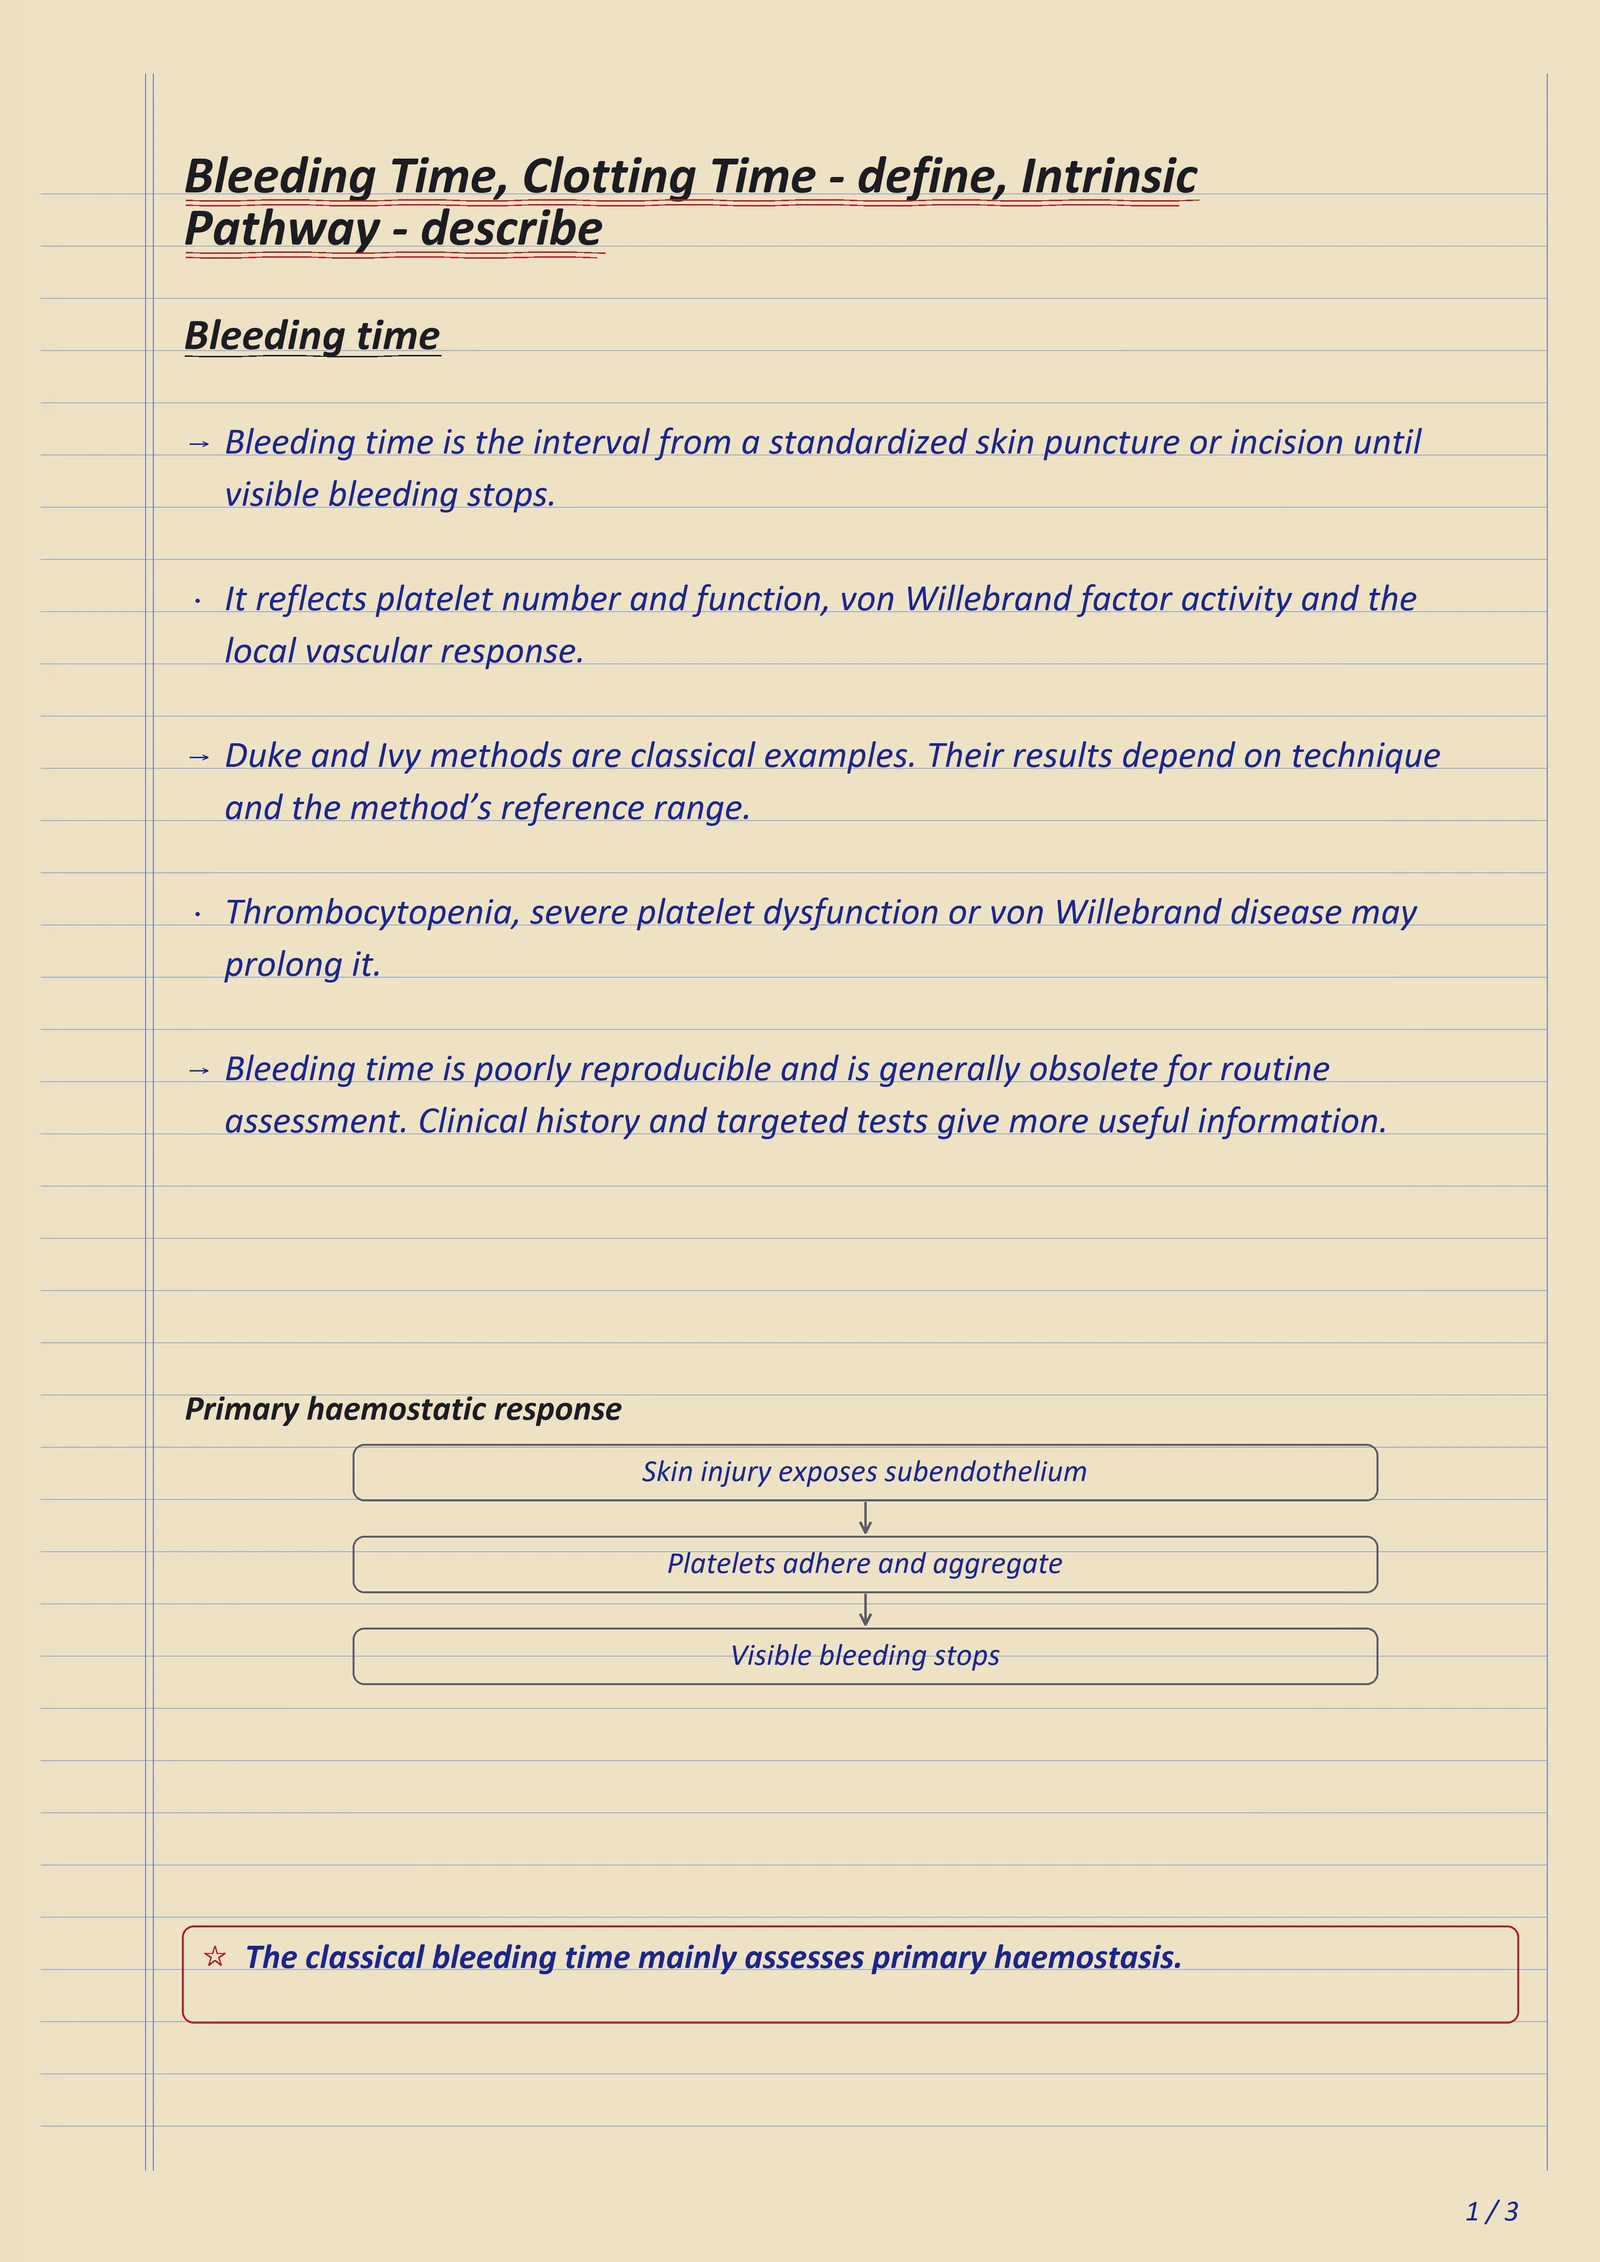 Bleeding Time, Clotting Time - define, Intrinsic
Pathway - describe
Bleeding time
→ Bleeding time is the interval from a standardized skin puncture or incision until
visible bleeding stops.
· It reflects platelet number and function, von Willebrand factor activity and the
local vascular response.
→ Duke and Ivy methods are classical examples. Their results depend on technique
and the method’s reference range.
· Thrombocytopenia, severe platelet dysfunction or von Willebrand disease may
prolong it.
→ Bleeding time is poorly reproducible and is generally obsolete for routine
assessment. Clinical history and targeted tests give more useful information.
Primary haemostatic response
Skin injury exposes subendothelium
Platelets adhere and aggregate
Visible bleeding stops
☆ The classical bleeding time mainly assesses primary haemostasis.
1 / 3